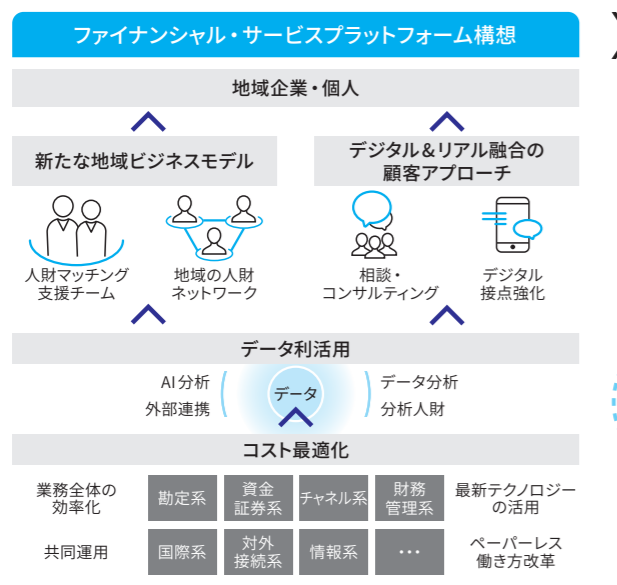 ファイナンシャル・サービスプラットフォーム構想
地域企業・個人
新たな地域ビジネスモデル
デジタル&リアル融合の
顧客アプローチ
人財マッチング
支援チーム
地域の人財
ネットワーク
相談・
コンサルティング
デジタル
接点強化
データ利活用
AI分析
外部連携
データ
データ分析
分析人財
コスト最適化
業務全体の
効率化
勘定系
資金
証券系
チャネル系
財務
管理系
最新テクノロジー
の活用
共同運用
国際系
対外
接続系
情報系
…
ペーパーレス
働き方改革